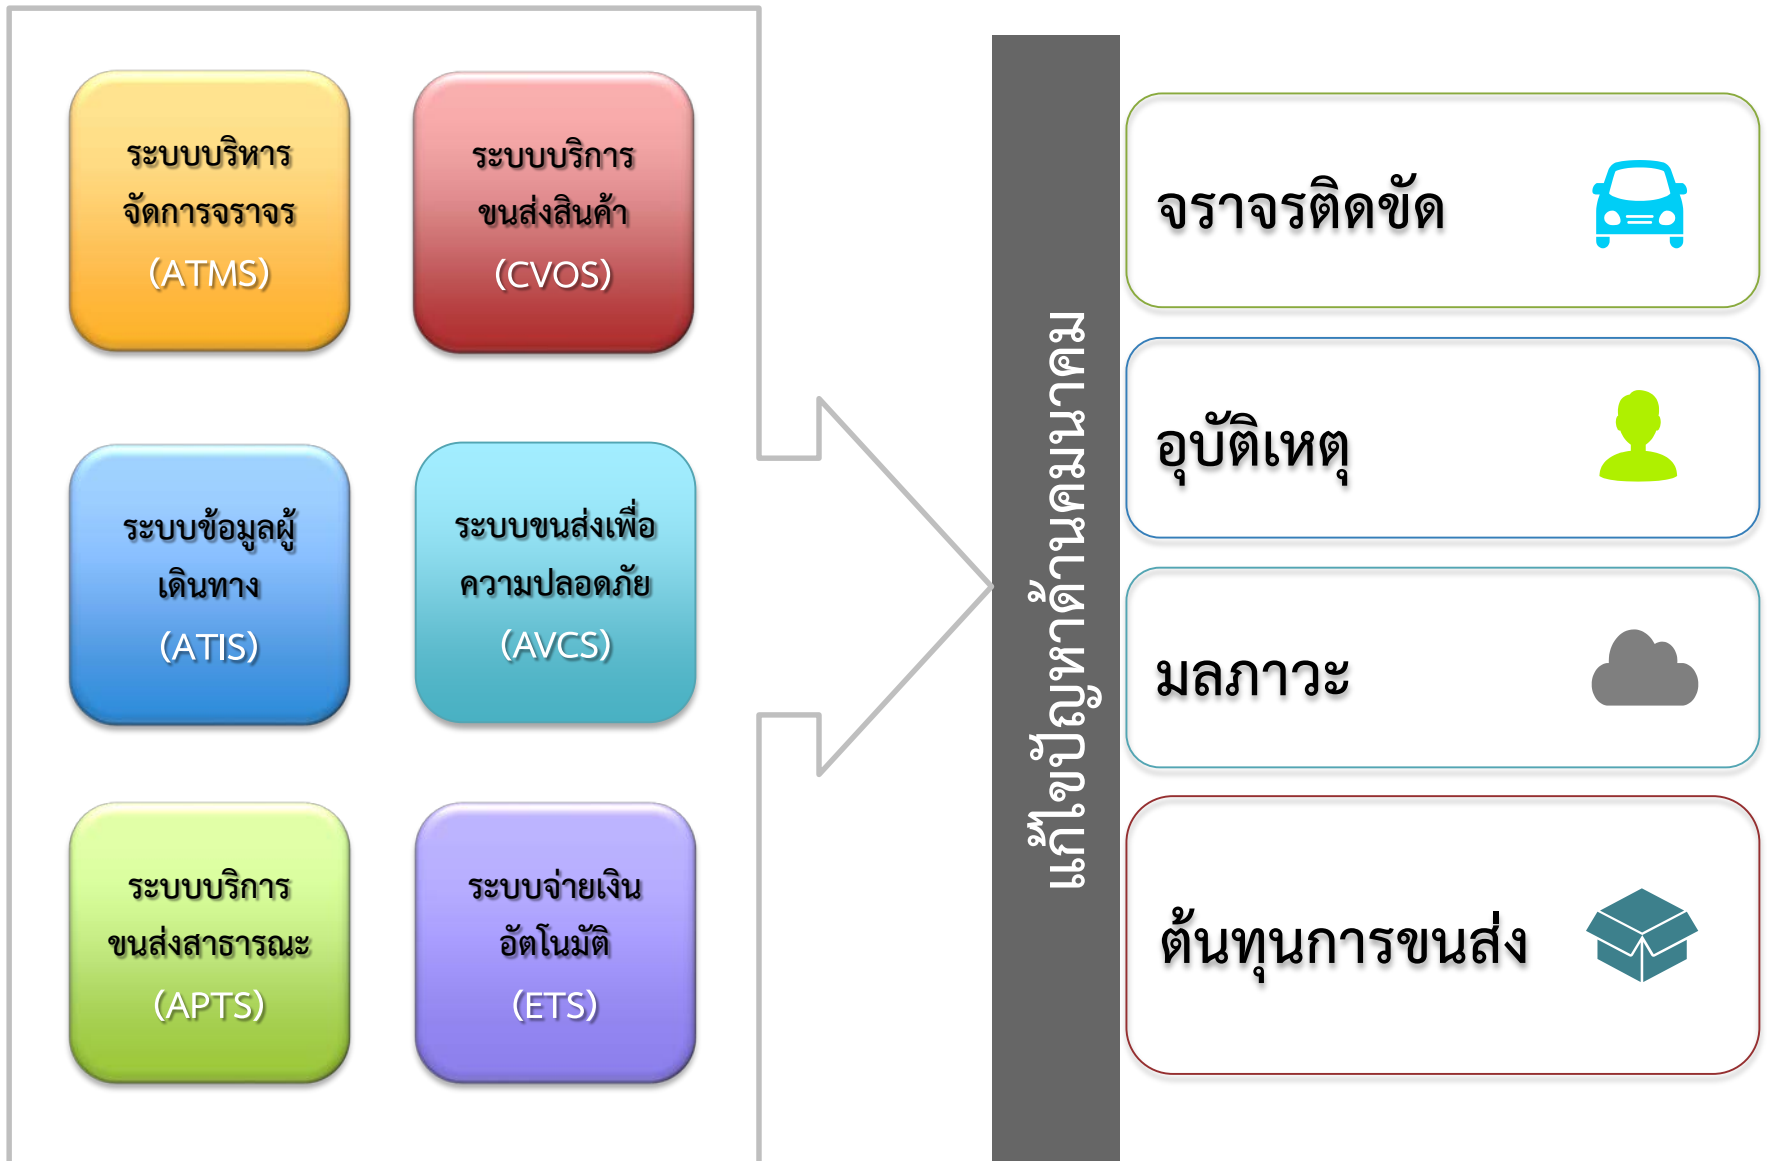 ระบบบริหาร
จัดการจราจร
(ATMS)
ระบบบริการ
ขนส่งสินค้า
(CVOS)
ระบบข้อมูลผู้
เดินทาง
(ATIS)
ระบบขนส่งเพื่อ
ความปลอดภัย
(AVCS)
ระบบบริการ
ขนส่งสาธารณะ
(APTS)
ระบบจ่ายเงิน
อัตโนมัติ
(ETS)
แก้ไขปัญหาด้านคมนาคม
จราจรติดขัด
อุบัติเหตุ
มลภาวะ
ต้นทุนการขนส่ง